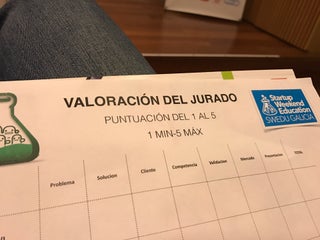 VALORACIÓN DEL JURADO
PUNTUACIÓN DEL 1 AL 5
1 MIN-5 MÁX
Startup
Weekend
Education
SWEDU GALICIA
Problema Solucion Cliente Competencia Validacion Mercado Presentacion TOTAL